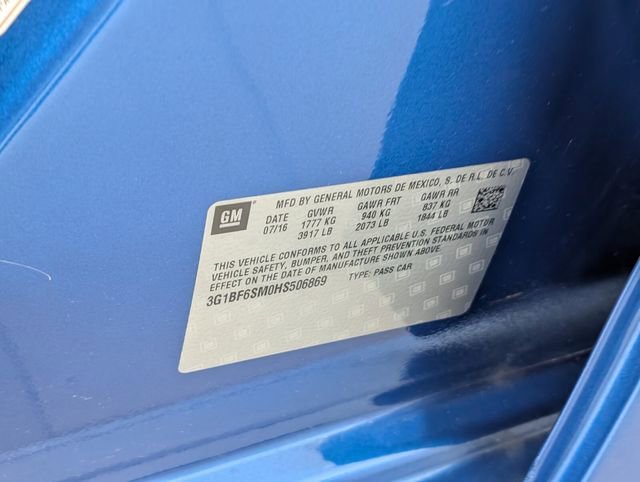 MFD BY GENERAL MOTORS DE MEXICO, S. DE R.L. DE C.V.
GM
DATE GVWR GAWR FRT GAWR RR
07/16 1777 KG 940 KG 837 KG
3917 LB 2073 LB 1844 LB
THIS VEHICLE CONFORMS TO ALL APPLICABLE U.S. FEDERAL MOTOR
VEHICLE SAFETY, BUMPER, AND THEFT PREVENTION STANDARDS IN
EFFECT ON THE DATE OF MANUFACTURE SHOWN ABOVE.
3G1BF6SM0HS506869 TYPE: PASS CAR